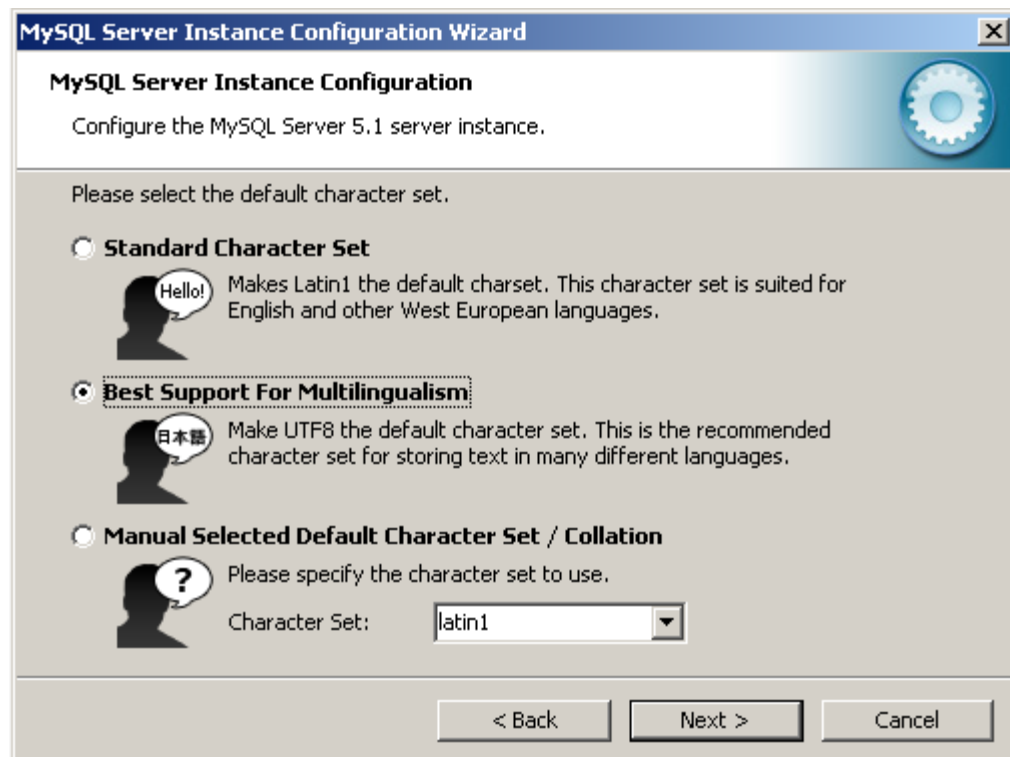 MySQL Server Instance Configuration Wizard
MySQL Server Instance Configuration
Configure the MySQL Server 5.1 server instance.
Please select the default character set.
Standard Character Set
Hello!
Makes Latin1 the default charset. This character set is suited for
English and other West European languages.
Best Support For Multilingualism
日本語
Make UTF8 the default character set. This is the recommended
character set for storing text in many different languages.
Manual Selected Default Character Set / Collation
?
Please specify the character set to use.
Character Set: latin1
< Back Next > Cancel